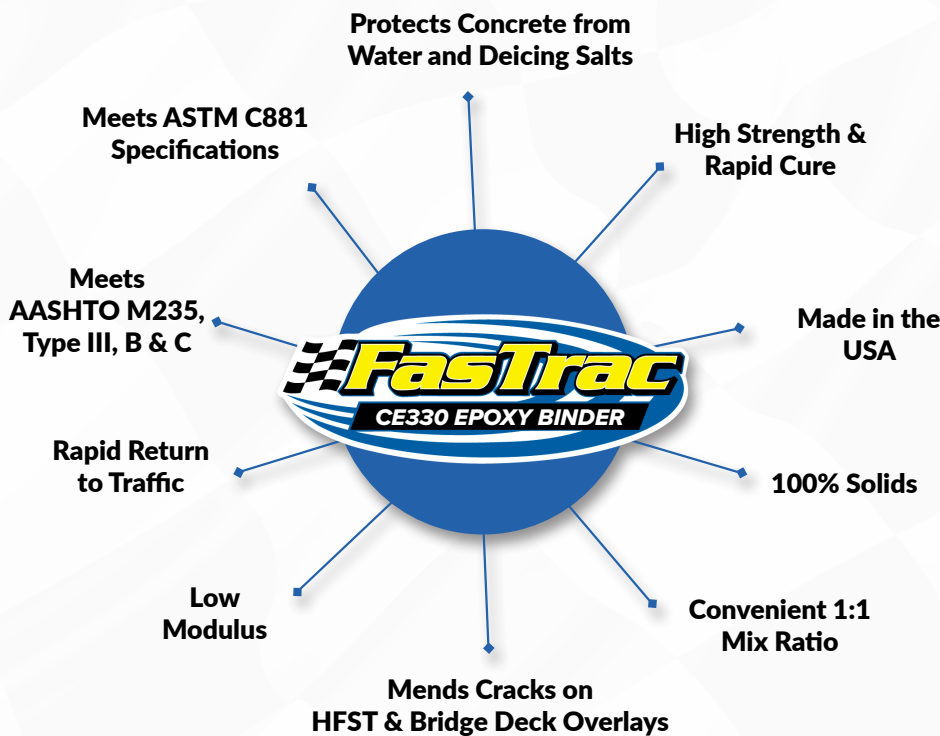 Protects Concrete from
Water and Deicing Salts
Meets ASTM C881
Specifications
High Strength &
Rapid Cure
Meets
AASHTO M235,
Type III, B & C
Made in the
USA
FasTrac
CE330 EPOXY BINDER
Rapid Return
to Traffic
100% Solids
Low
Modulus
Convenient 1:1
Mix Ratio
Mends Cracks on
HFST & Bridge Deck Overlays